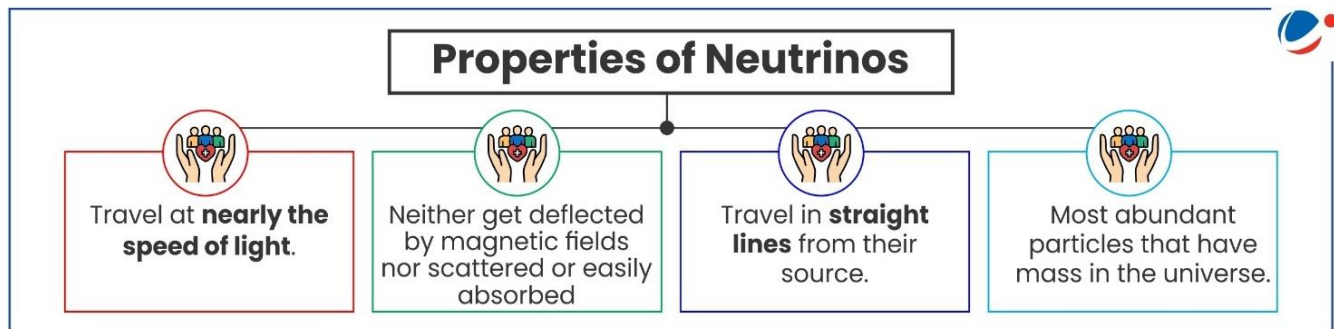 Properties of Neutrinos
Travel at nearly the
speed of light.
Neither get deflected
by magnetic fields
nor scattered or easily
absorbed
Travel in straight
lines from their
source.
Most abundant
particles that have
mass in the universe.